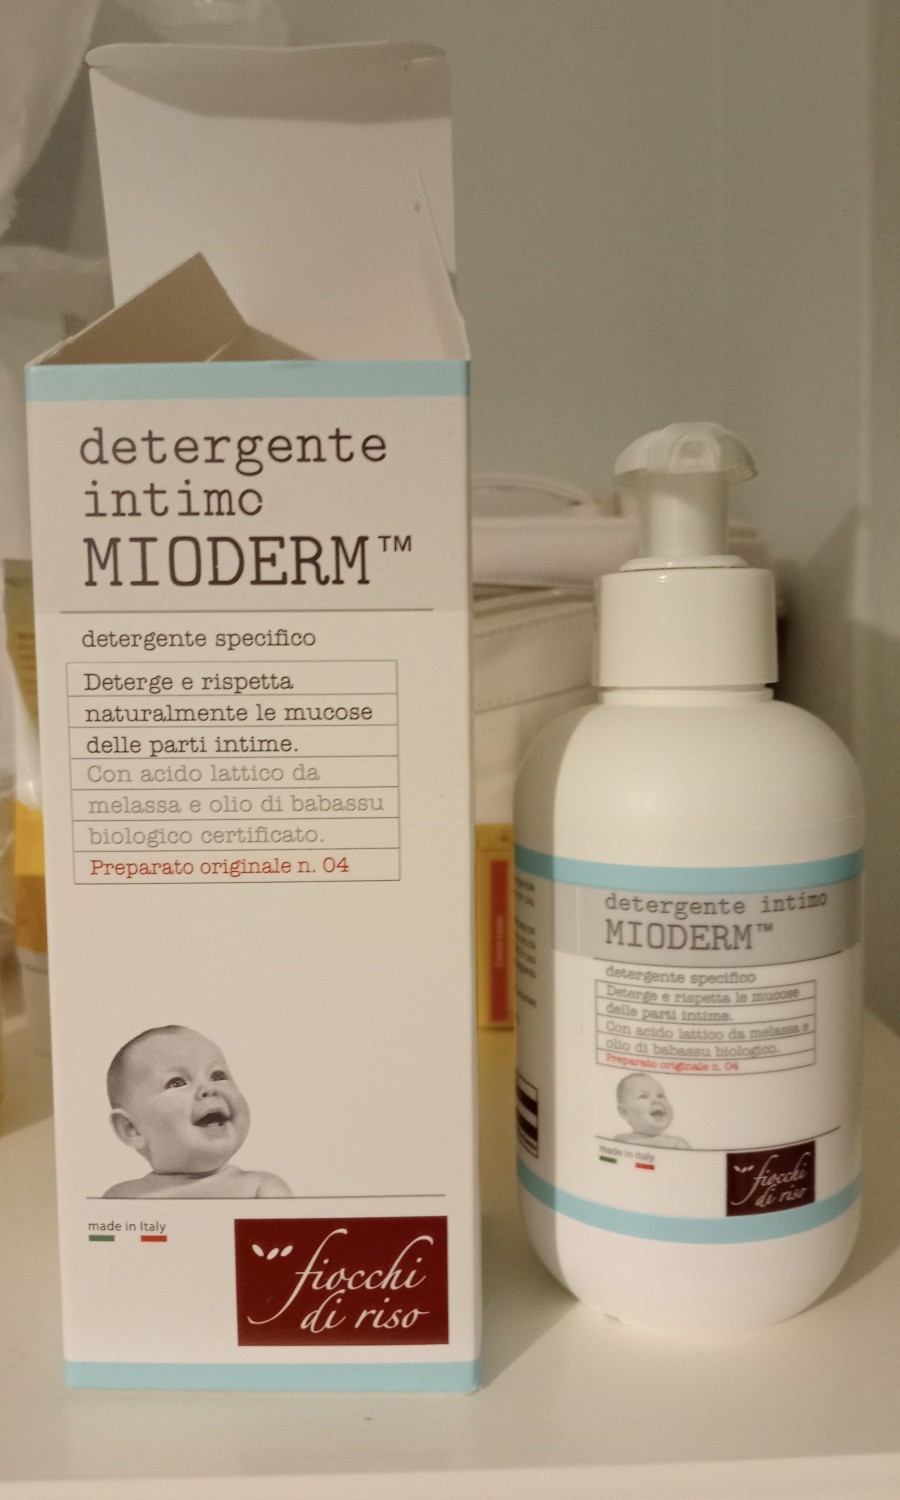 detergente
intimo
MIODERM™
detergente specifico
Deterge e rispetta
naturalmente le mucose
delle parti intime.
Con acido lattico da
melassa e olio di babassu
biologico certificato.
Preparato originale n. 04
made in Italy
fiocchi
di riso
detergente intimo
MIODERM™
detergente specifico
Deterge e rispetta le mucose
delle parti intime.
Con acido lattico da melassa e
olio di babassu biologico.
Preparato originale n. 04
made in Italy
fiocchi
di riso